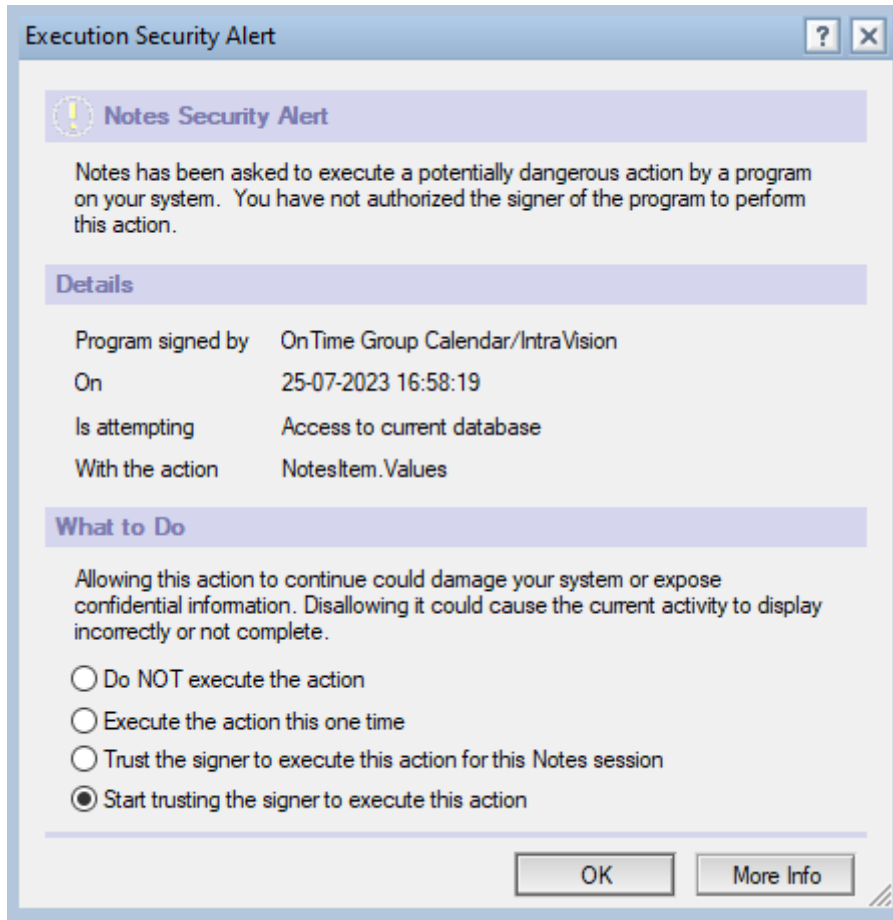 Execution Security Alert
?
Notes Security Alert
Notes has been asked to execute a potentially dangerous action by a program
on your system. You have not authorized the signer of the program to perform
this action.
Details
Program signed by OnTime Group Calendar/IntraVision
On 25-07-2023 16:58:19
Is attempting Access to current database
With the action NotesItem.Values
What to Do
Allowing this action to continue could damage your system or expose
confidential information. Disallowing it could cause the current activity to display
incorrectly or not complete.
Do NOT execute the action
Execute the action this one time
Trust the signer to execute this action for this Notes session
Start trusting the signer to execute this action
OK More Info